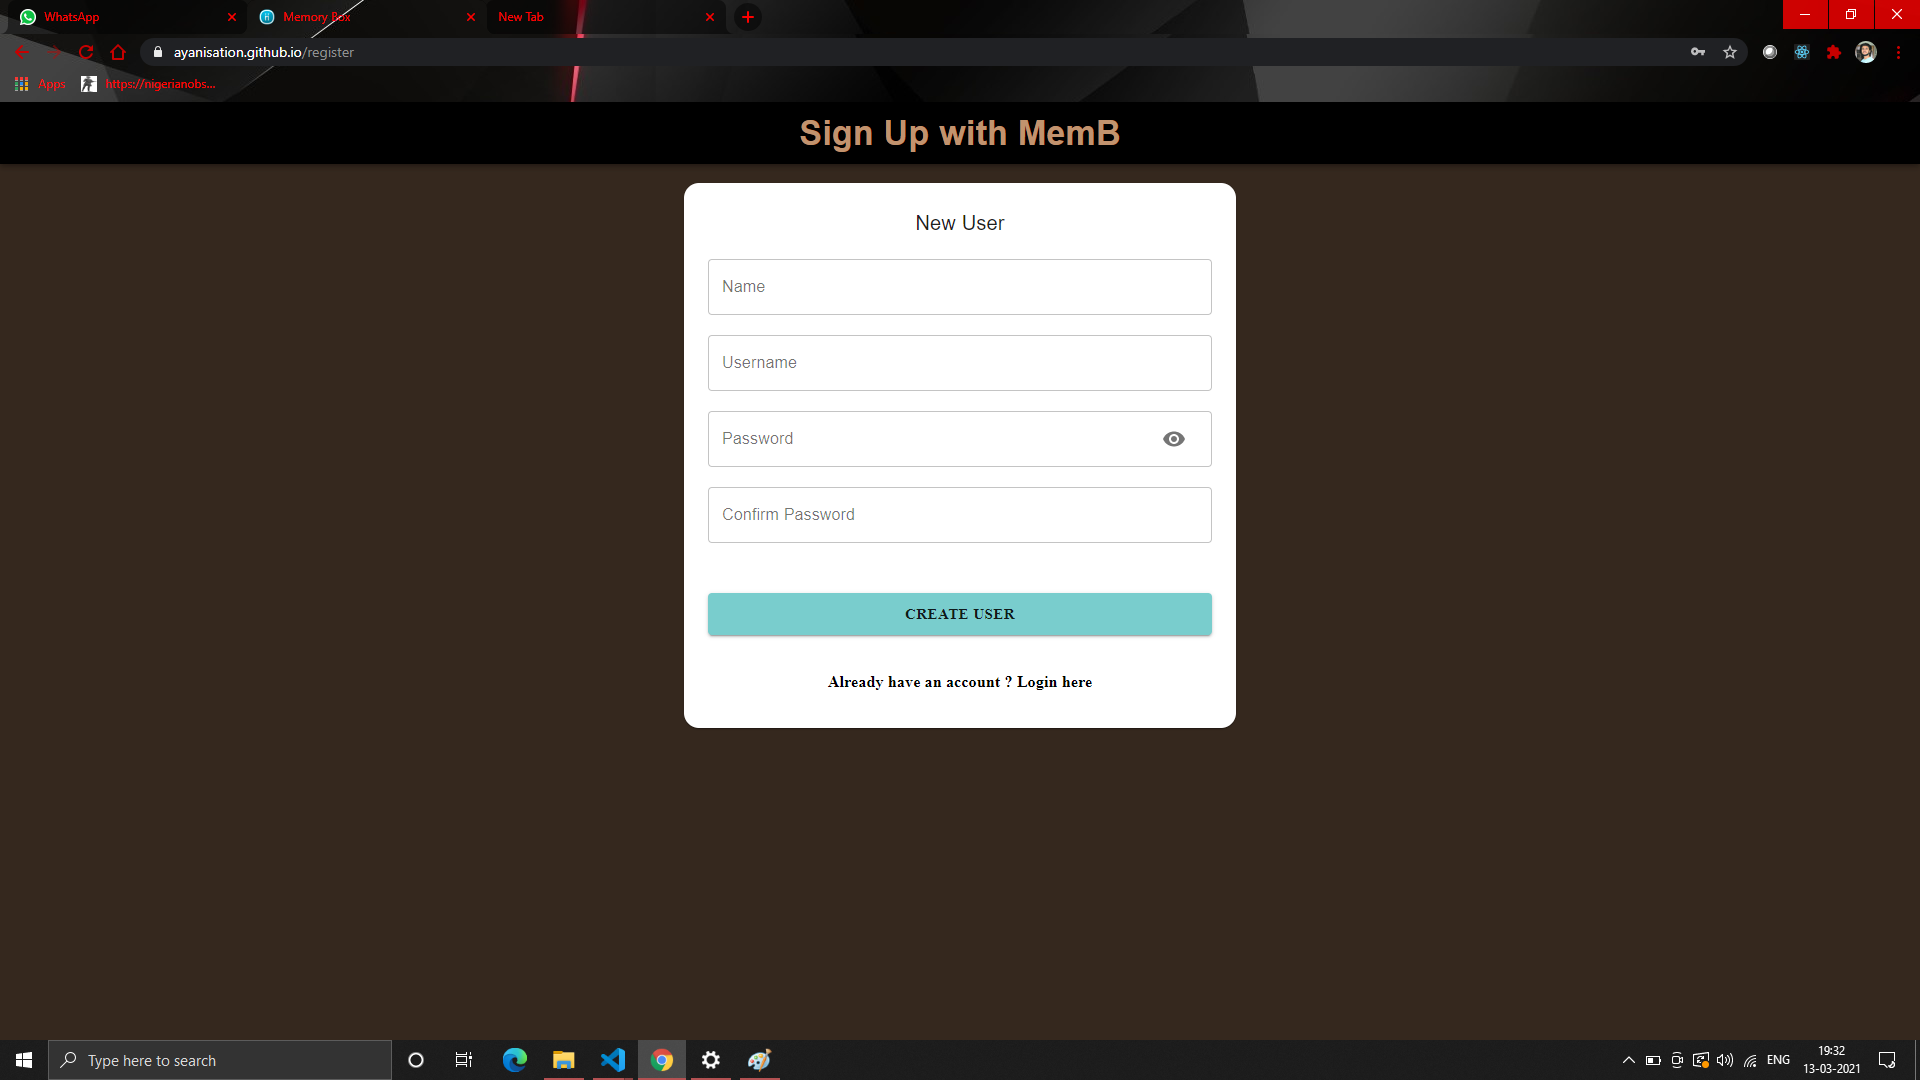 WhatsApp
Memory Box
New Tab
ayanisation.github.io/register
Apps
https://nigerianobs...
Sign Up with MemB
New User
Name
Username
Password
Confirm Password
CREATE USER
Already have an account ? Login here
Type here to search
ENG
19:32
13-03-2021